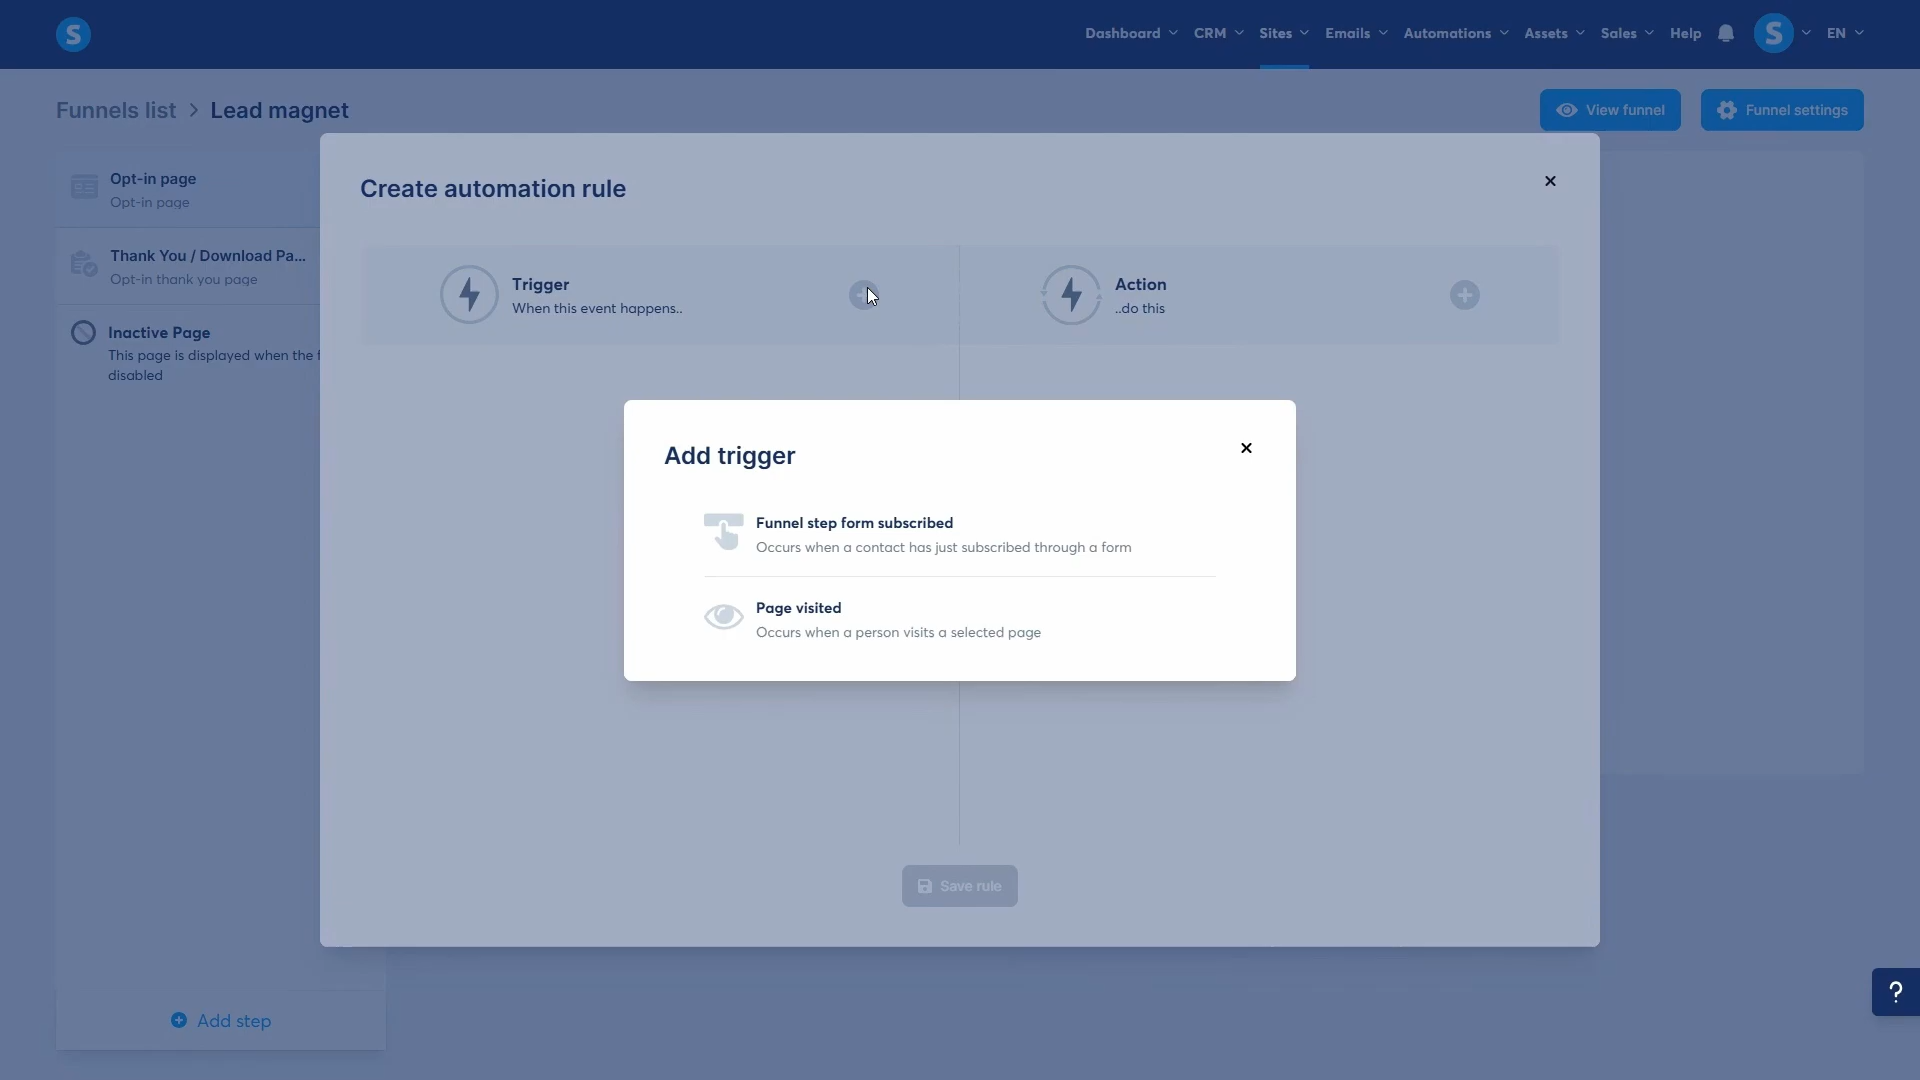 S
Dashboard
CRM
Sites
Emails
Automations
Assets
Sales
Help
S
EN
Funnels list > Lead magnet
View funnel
Funnel settings
Opt-in page
Opt-in page
Thank You / Download Pa...
Opt-in thank you page
Inactive Page
This page is displayed when the f
disabled
Add step
Create automation rule
Trigger
When this event happens..
Action
..do this
Add trigger
Funnel step form subscribed
Occurs when a contact has just subscribed through a form
Page visited
Occurs when a person visits a selected page
Save rule
?